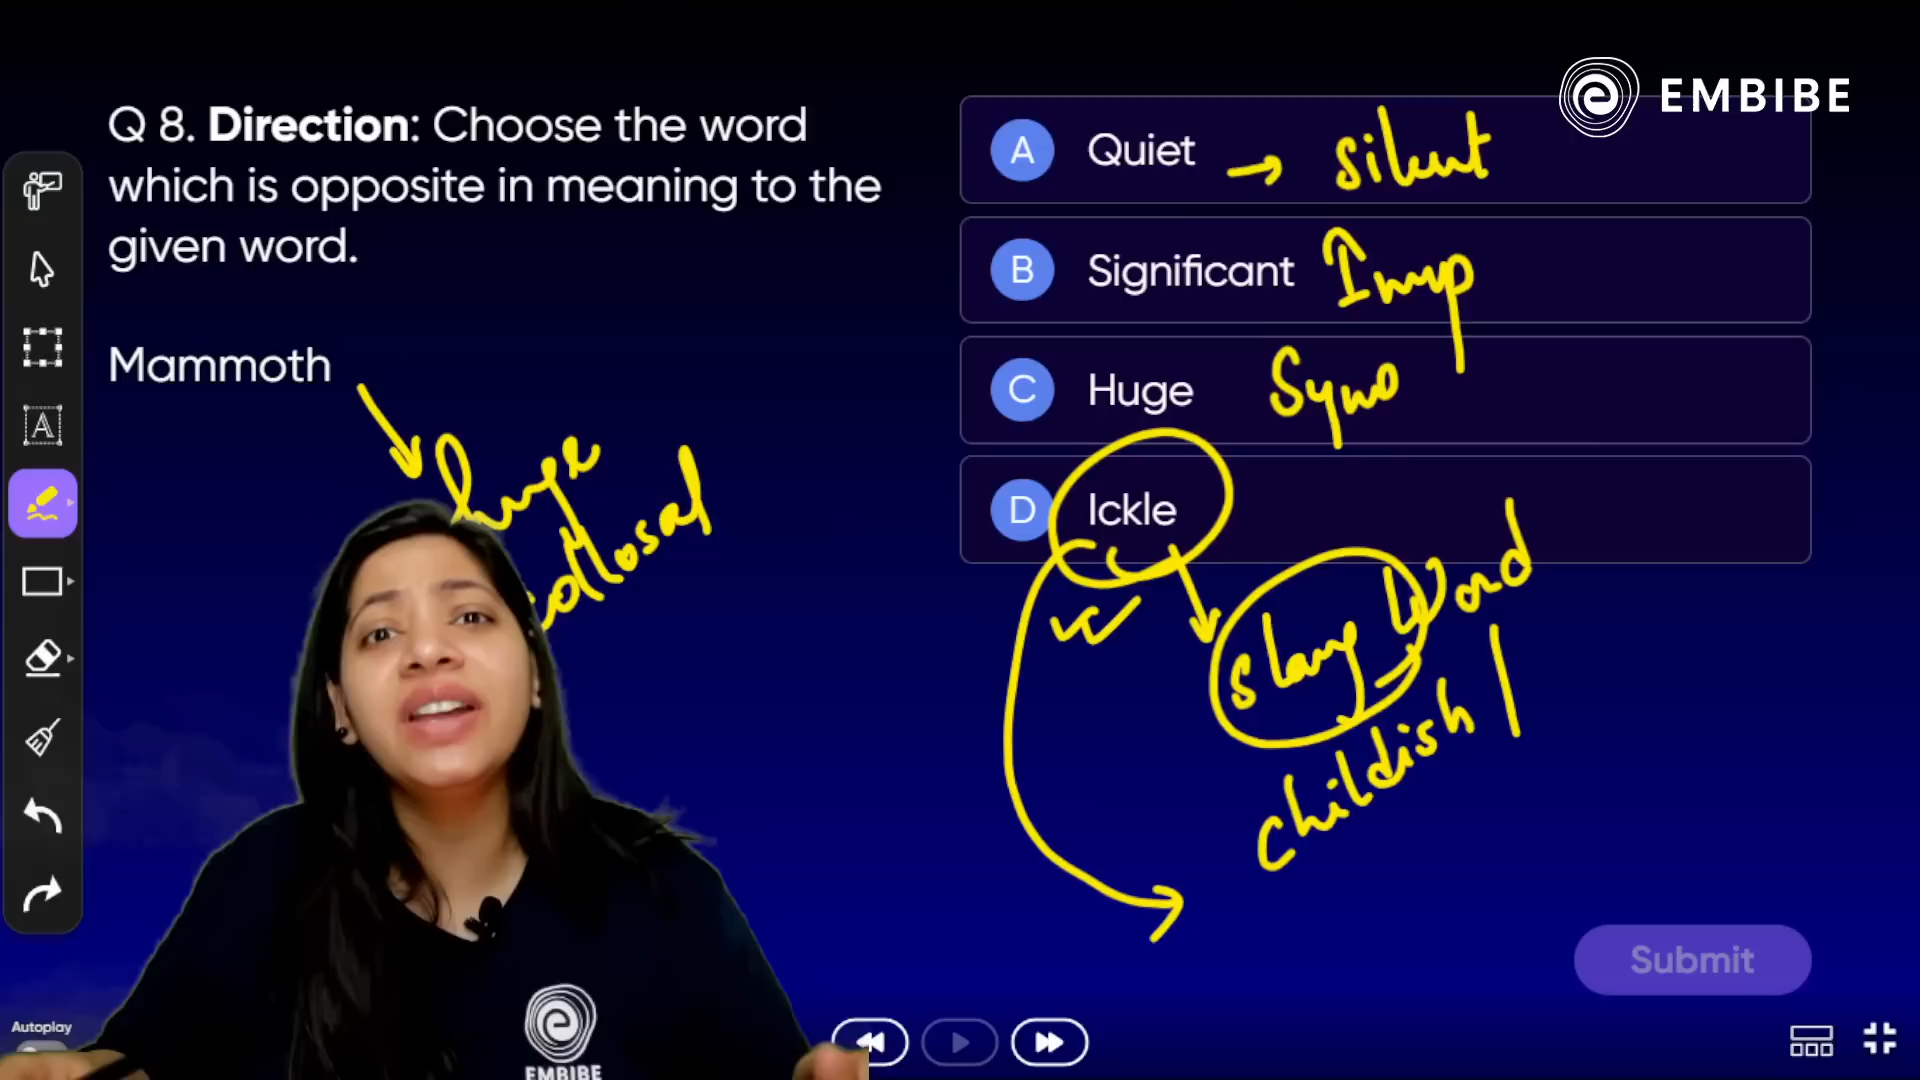 EMBIBE
Q 8. Direction: Choose the word
which is opposite in meaning to the
given word.
Mammoth
huge
collosal
A Quiet → silent
B Significant Imp
C Huge Syno
D Ickle
slang word
childish
A
Submit
Autoplay
EMBIBE